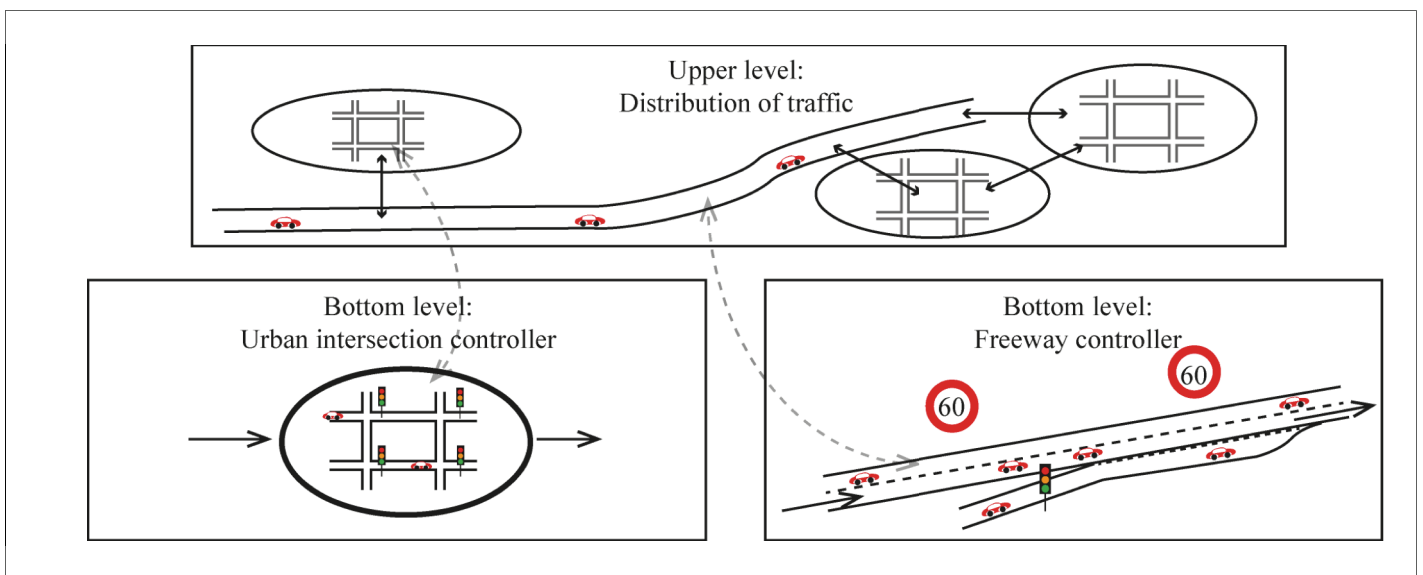 Upper level:
Distribution of traffic
Bottom level:
Urban intersection controller
Bottom level:
Freeway controller
60
60